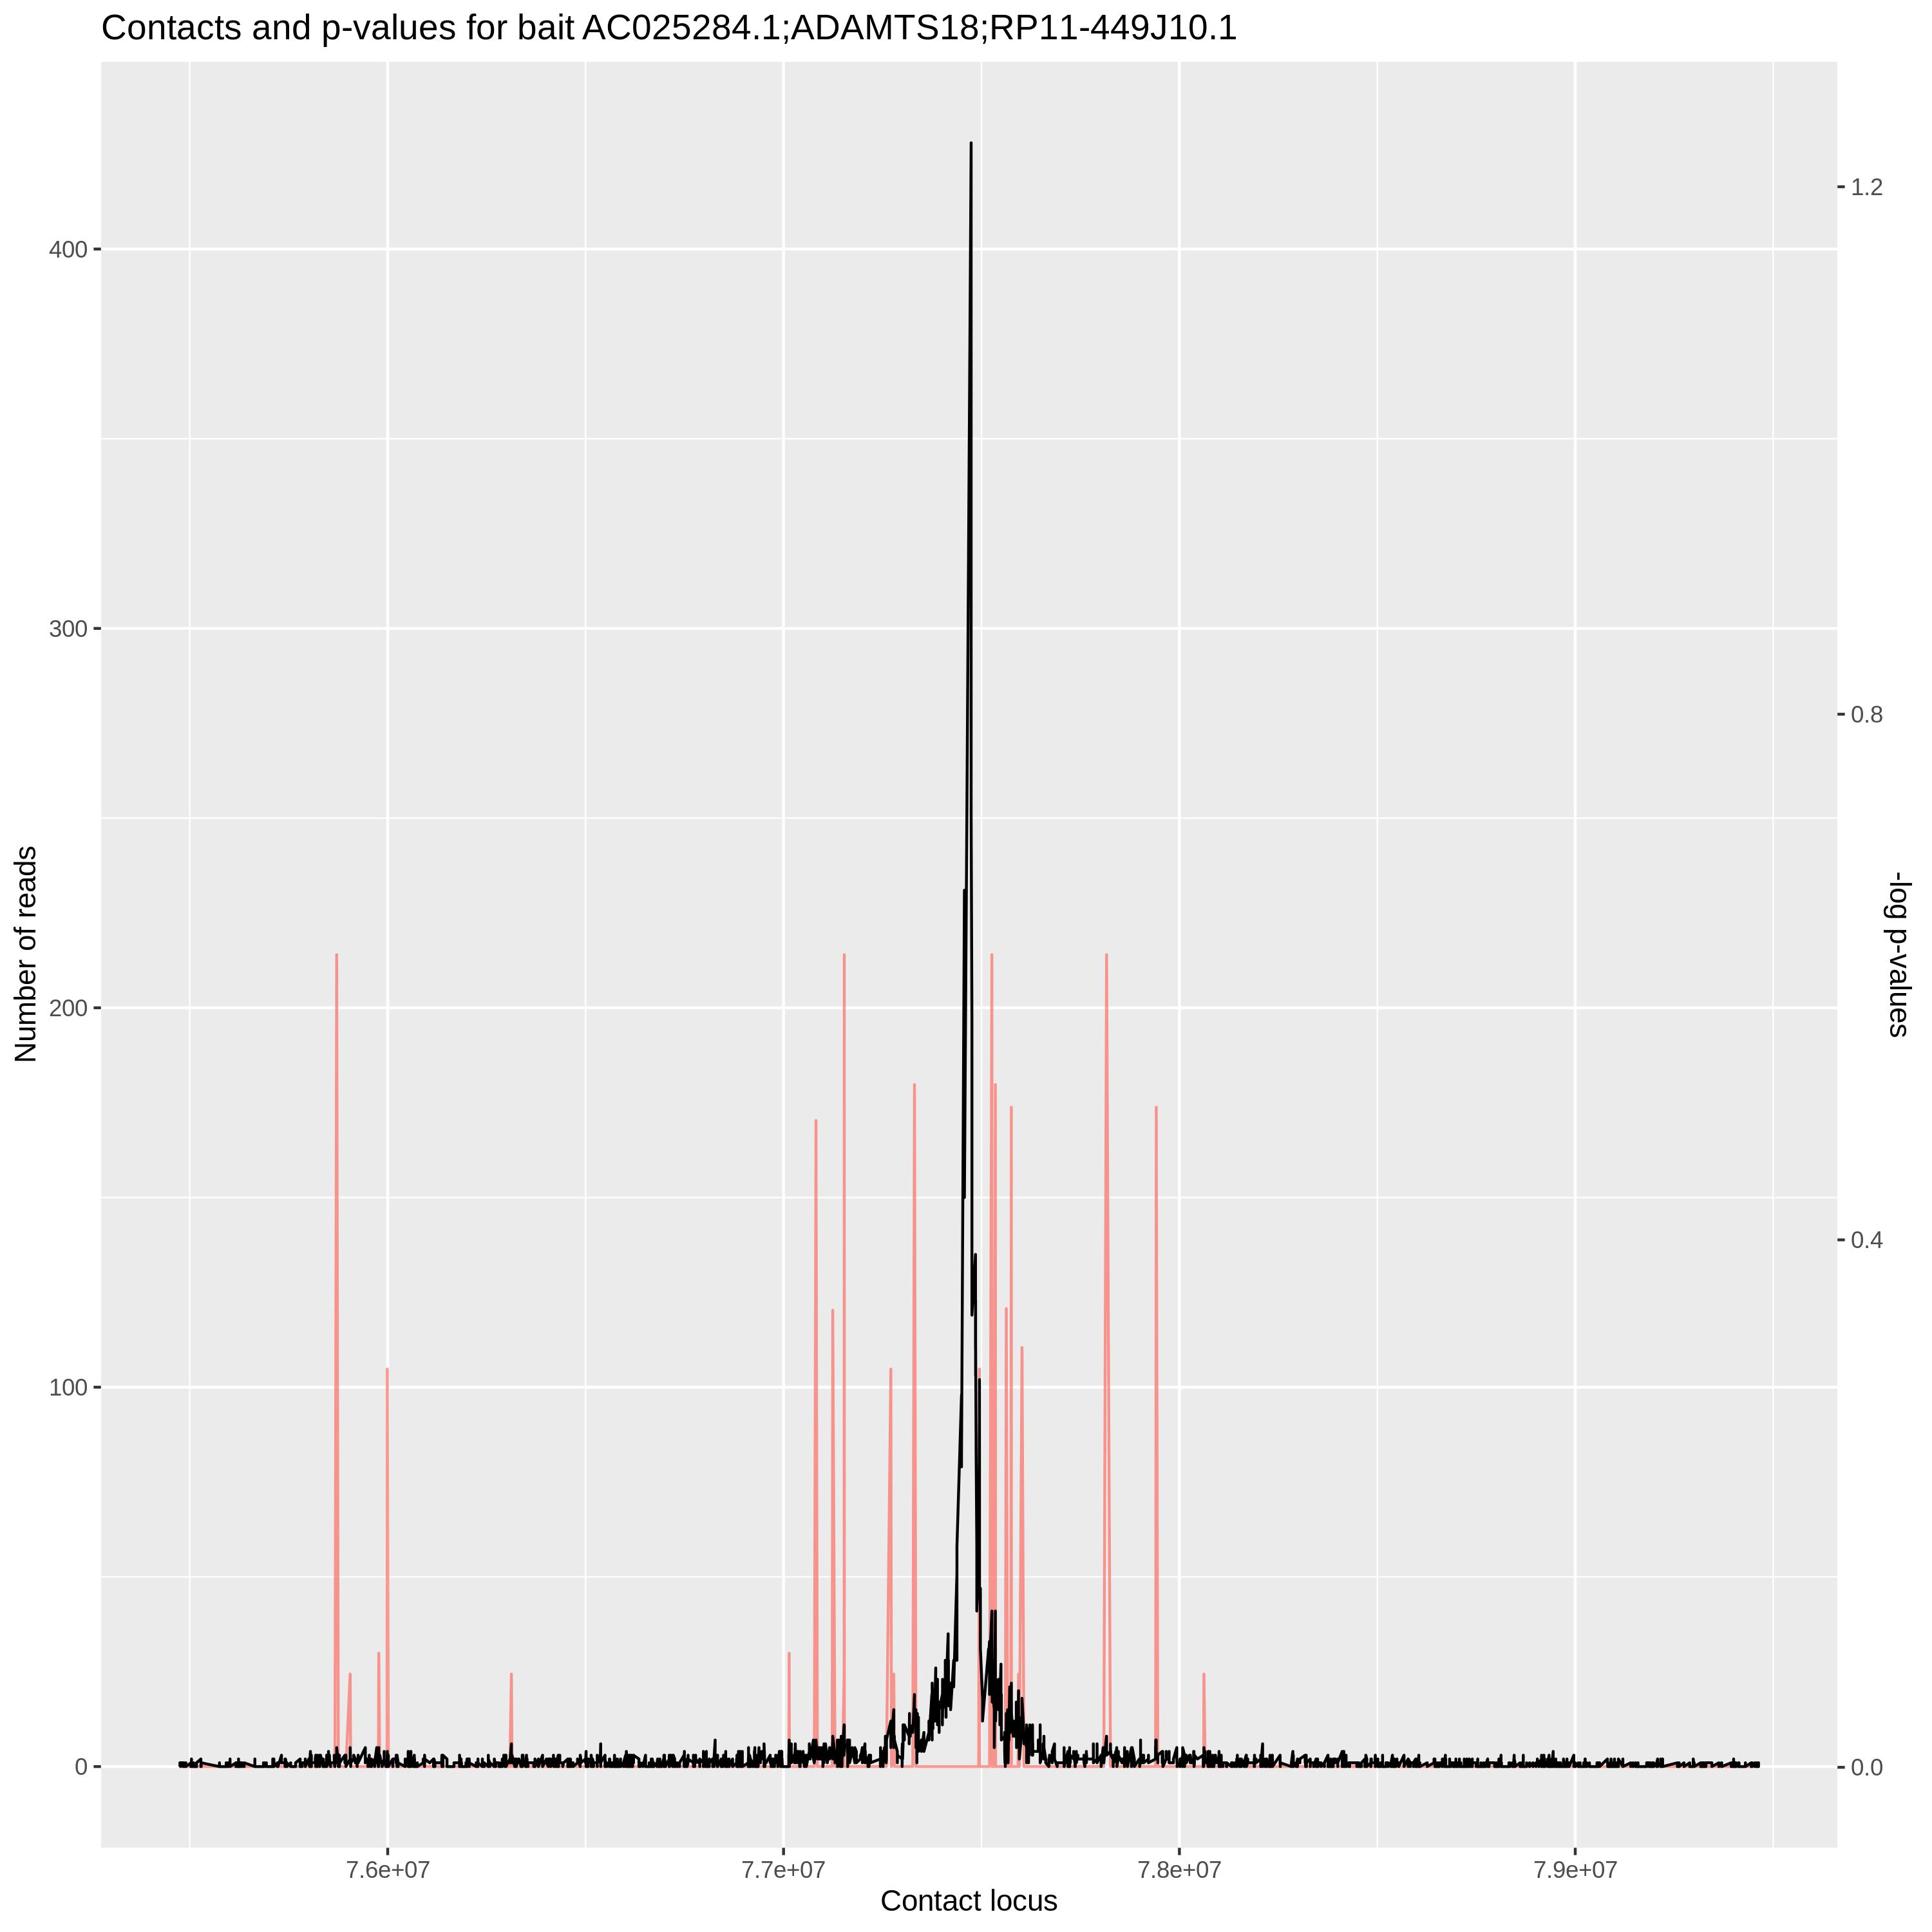 Contacts and p-values for bait AC025284.1;ADAMTS18;RP11-449J10.1
400
300
200
100
0
Number of reads
1.2
0.8
0.4
0.0
-log p-values
7.6e+07
7.7e+07
7.8e+07
7.9e+07
Contact locus